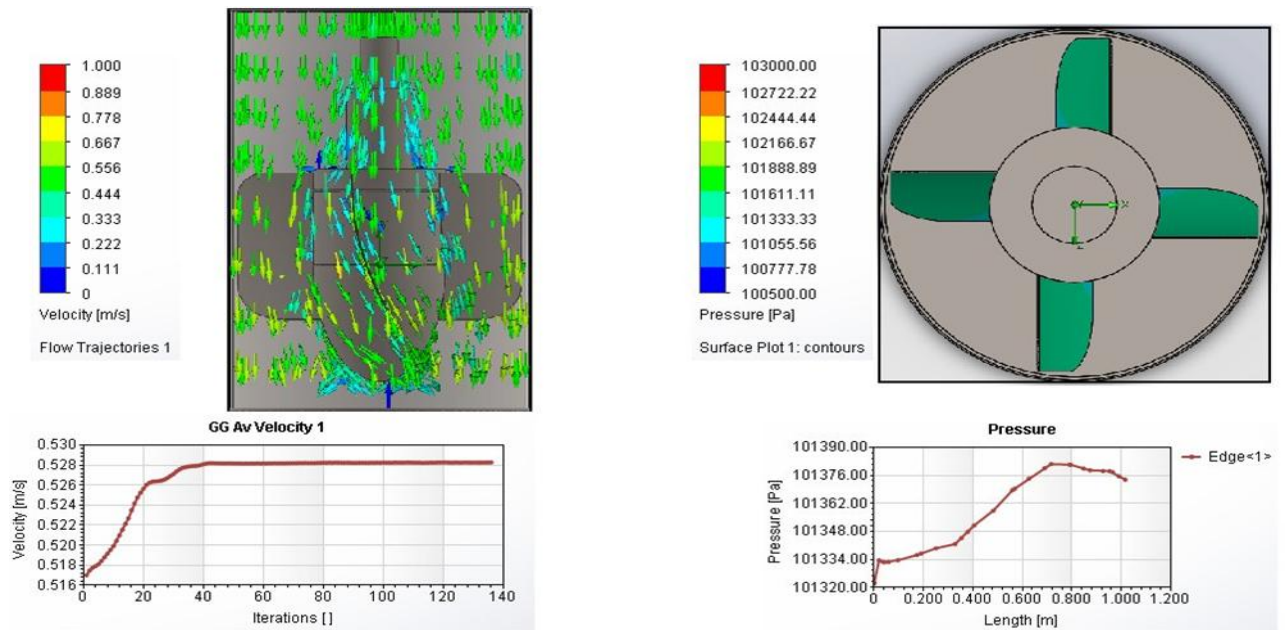 1.000
0.889
0.778
0.667
0.556
0.444
0.333
0.222
0.111
0
Velocity [m/s]
Flow Trajectories 1
103000.00
102722.22
102444.44
102166.67
101888.89
101611.11
101333.33
101055.56
100777.78
100500.00
Pressure [Pa]
Surface Plot 1: contours
X
GG Av Velocity 1
0.530
0.528
0.526
0.524
0.522
0.520
0.518
0.516
Velocity [m/s]
0 20 40 60 80 100 120 140
Iterations [ ]
Pressure
101390.00
101376.00
101362.00
101348.00
101334.00
101320.00
Pressure [Pa]
0 0.200 0.400 0.600 0.800 1.000 1.200
Length [m]
Edge<1>